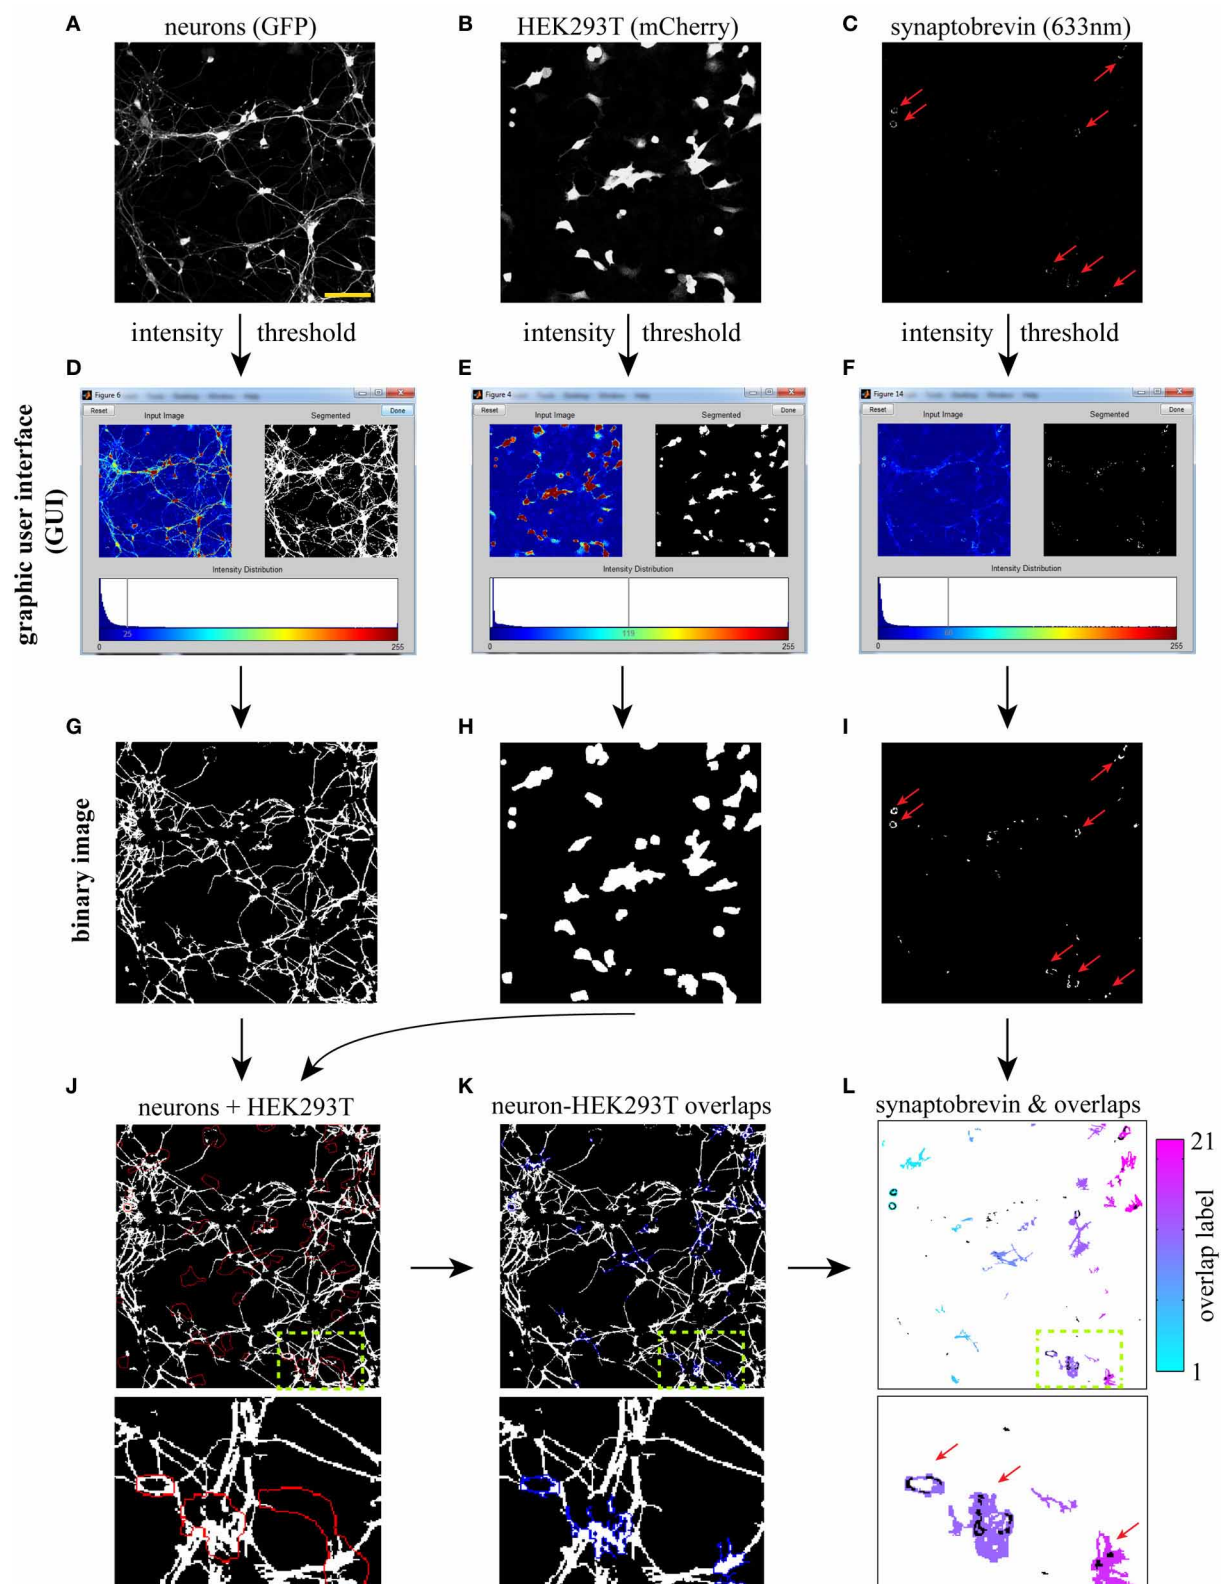 A
neurons (GFP)
B
HEK293T (mCherry)
C
synaptobrevin (633nm)
intensity threshold
intensity threshold
intensity threshold
graphic user interface
(GUI)
D
Figure 6
Reset
Input Image
Segmented
Done
Intensity Distribution
25
0
255
E
Figure 4
Reset
Input Image
Segmented
Done
Intensity Distribution
119
0
255
F
Figure 14
Reset
Input Image
Segmented
Done
Intensity Distribution
60
0
255
binary image
G
H
I
J
neurons + HEK293T
K
neuron-HEK293T overlaps
L
synaptobrevin & overlaps
21
overlap label
1